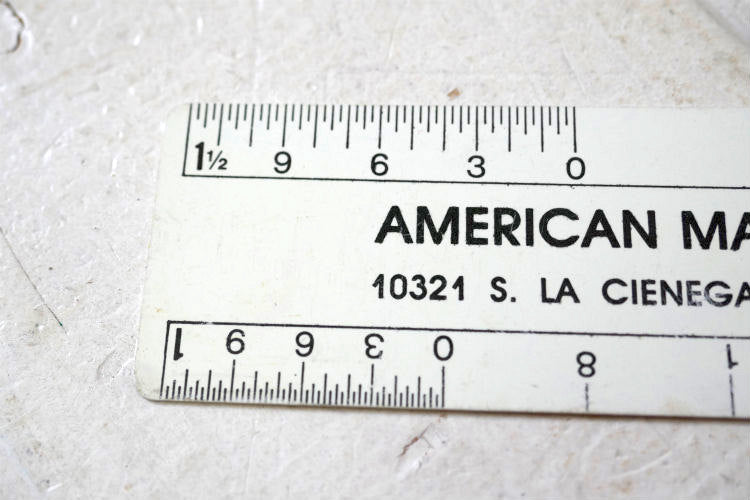 1½ 9 6 3 0
AMERICAN MA
10321 S. LA CIENEGA
1 9 6 3 0 8 1